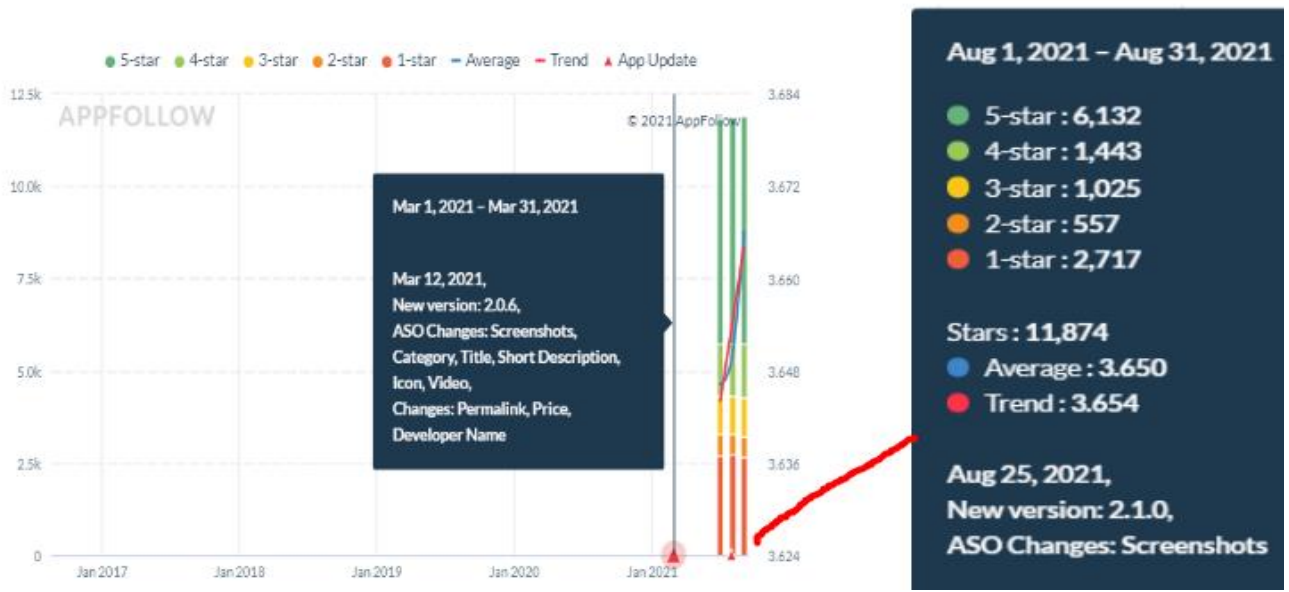 5-star 4-star 3-star 2-star 1-star Average Trend App Update
12.5k
10.0k
7.5k
5.0k
2.5k
0
APPFOLLOW
© 2021 AppFollow
3.684
3.672
3.660
3.648
3.636
3.624
Jan 2017 Jan 2018 Jan 2019 Jan 2020 Jan 2021
Mar 1, 2021 – Mar 31, 2021
Mar 12, 2021,
New version: 2.0.6,
ASO Changes: Screenshots,
Category, Title, Short Description,
Icon, Video,
Changes: Permalink, Price,
Developer Name
Aug 1, 2021 – Aug 31, 2021
5-star : 6,132
4-star : 1,443
3-star : 1,025
2-star : 557
1-star : 2,717
Stars : 11,874
Average : 3.650
Trend : 3.654
Aug 25, 2021,
New version: 2.1.0,
ASO Changes: Screenshots